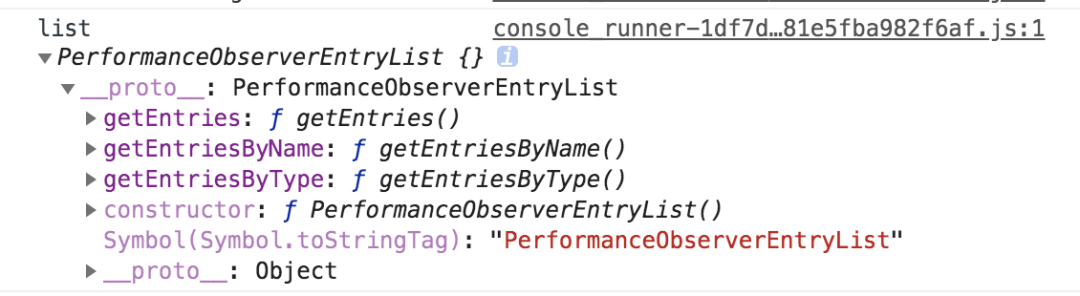 list console_runner-1df7d…81e5fba982f6af.js:1
▼PerformanceObserverEntryList {} i
▼__proto__: PerformanceObserverEntryList
▶getEntries: ƒ getEntries()
▶getEntriesByName: ƒ getEntriesByName()
▶getEntriesByType: ƒ getEntriesByType()
▶constructor: ƒ PerformanceObserverEntryList()
Symbol(Symbol.toStringTag): "PerformanceObserverEntryList"
▶__proto__: Object